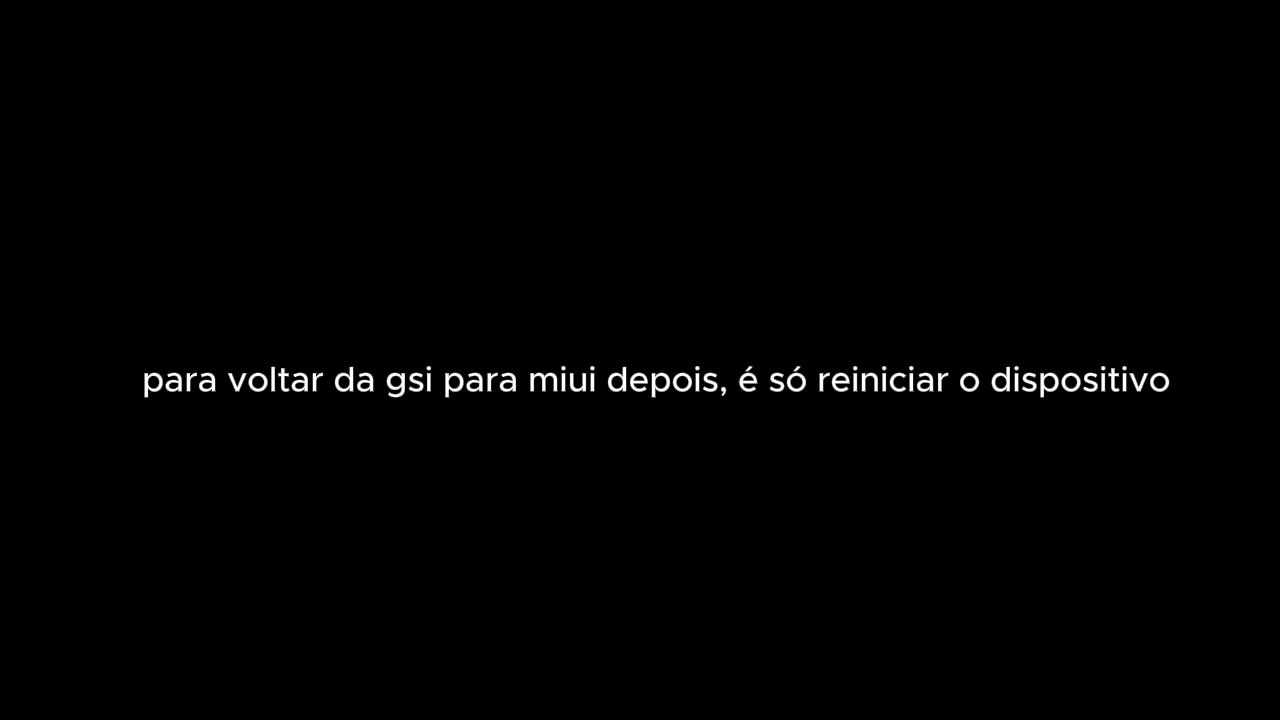 para voltar da gsi para miui depois, é só reiniciar o dispositivo